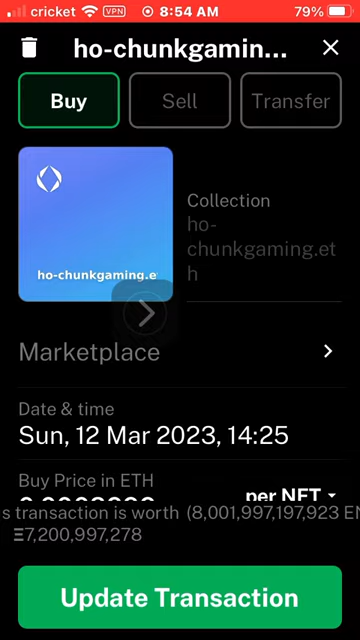 cricket VPN 8:54 AM 79%
ho-chunkgamin...
Buy Sell Transfer
ho-chunkgaming.e
Collection
ho-
chunkgaming.et
h
Marketplace
Date & time
Sun, 12 Mar 2023, 14:25
Buy Price in ETH
per NFT
s transaction is worth (8,001,997,197,923 EN
Ξ7,200,997,278
Update Transaction